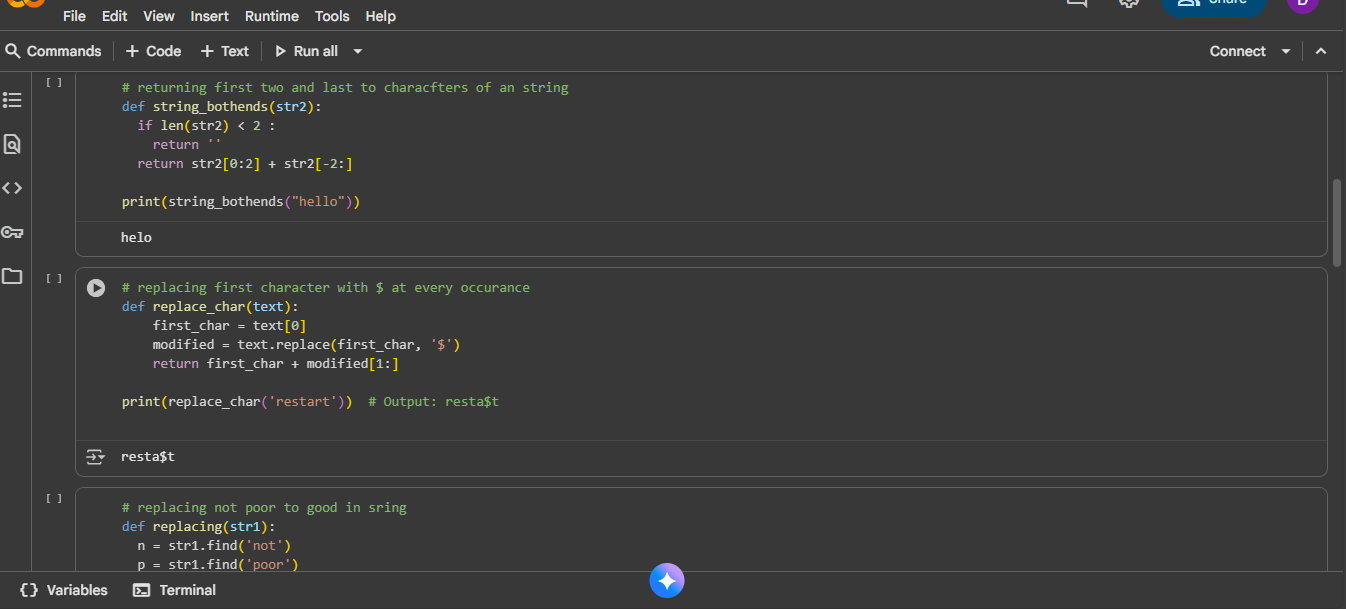 Share
D
File Edit View Insert Runtime Tools Help
Commands + Code + Text Run all Connect
[ ]
# returning first two and last to characfters of an string
def string_bothends(str2):
  if len(str2) < 2 :
    return ''
  return str2[0:2] + str2[-2:]
print(string_bothends("hello"))
helo
[ ]
# replacing first character with $ at every occurance
def replace_char(text):
    first_char = text[0]
    modified = text.replace(first_char, '$')
    return first_char + modified[1:]
print(replace_char('restart'))  # Output: resta$t
resta$t
[ ]
# replacing not poor to good in sring
def replacing(str1):
  n = str1.find('not')
  p = str1.find('poor')
{} Variables Terminal